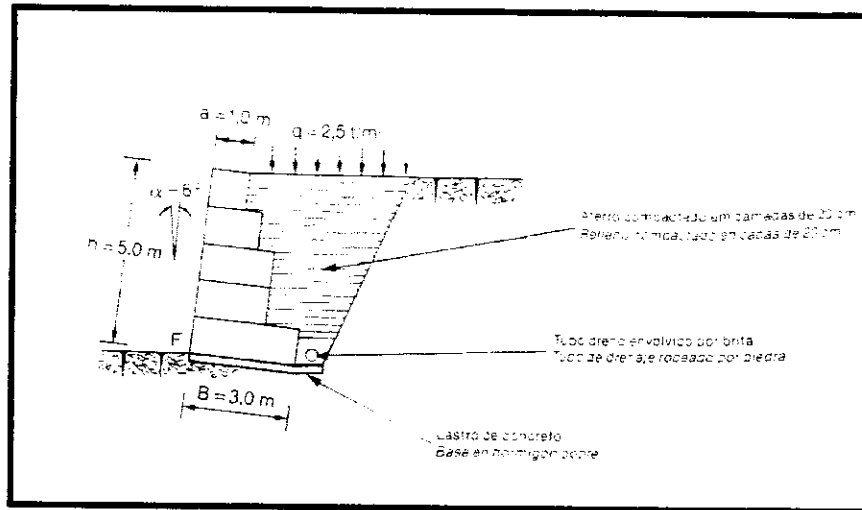 a = 1,0 m
q = 2,5 t/m
α = 6°
h = 5.0 m
Aterro compactado em camadas de 20 cm
Relleno compactado en capas de 20 cm
F
Tubo dreno envolvido por brita
Tubo de drenaje rodeado por piedra
B = 3,0 m
Lastro de concreto
Base en hormigón pobre